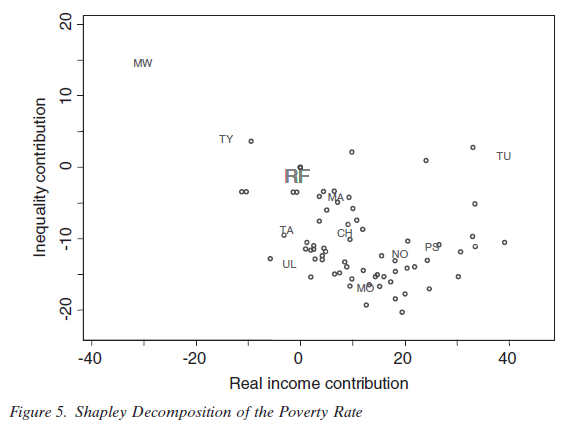 20
10
0
-10
-20
Inequality contribution
MW
TY
TU
RF
MA
TA
CH
PS
NO
UL
MO
-40
-20
0
20
40
Real income contribution
Figure 5. Shapley Decomposition of the Poverty Rate